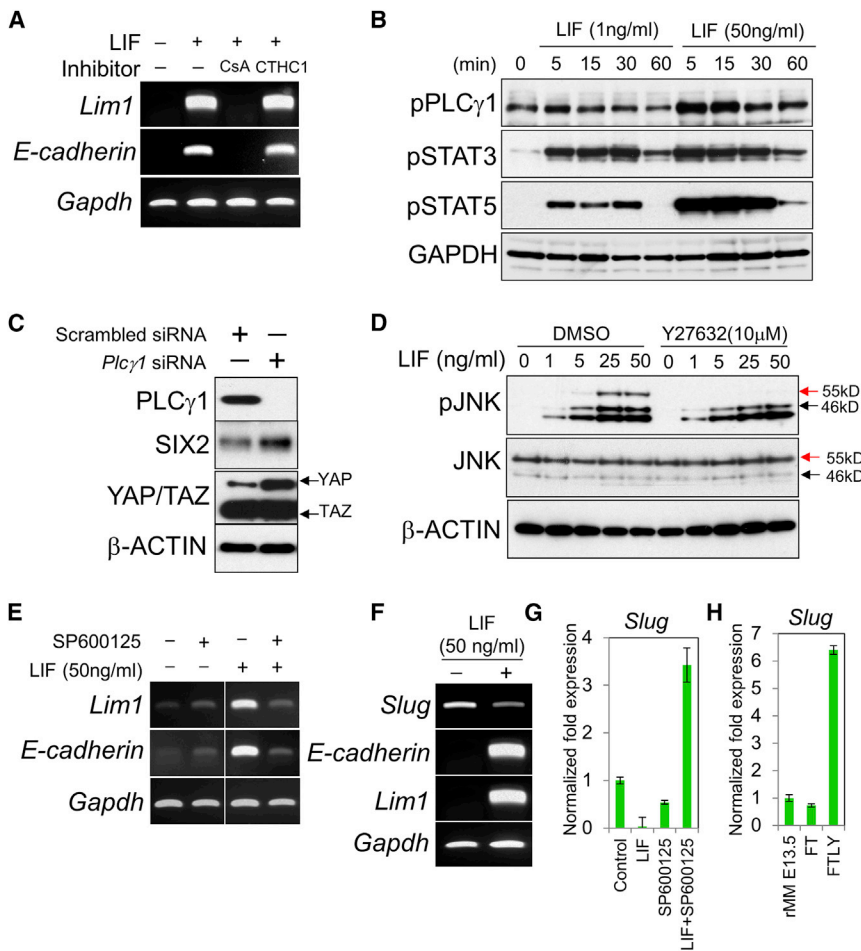 A
LIF – + + +
Inhibitor – – CsA CTHC1
Lim1
E-cadherin
Gapdh
B
LIF (1ng/ml) LIF (50ng/ml)
(min) 0 5 15 30 60 5 15 30 60
pPLCγ1
pSTAT3
pSTAT5
GAPDH
C
Scrambled siRNA + –
Plcγ1 siRNA – +
PLCγ1
SIX2
YAP/TAZ
YAP
TAZ
β-ACTIN
D
DMSO Y27632(10μM)
LIF (ng/ml) 0 1 5 25 50 0 1 5 25 50
pJNK
55kD
46kD
JNK
55kD
46kD
β-ACTIN
E
SP600125 – + – +
LIF (50ng/ml) – – + +
Lim1
E-cadherin
Gapdh
F
LIF
(50 ng/ml)
– +
Slug
E-cadherin
Lim1
Gapdh
G
Slug
Normalized fold expression
4
3
2
1
0
Control
LIF
SP600125
LIF+SP600125
H
Slug
Normalized fold expression
7
6
5
4
3
2
1
0
rMM E13.5
FT
FTLY